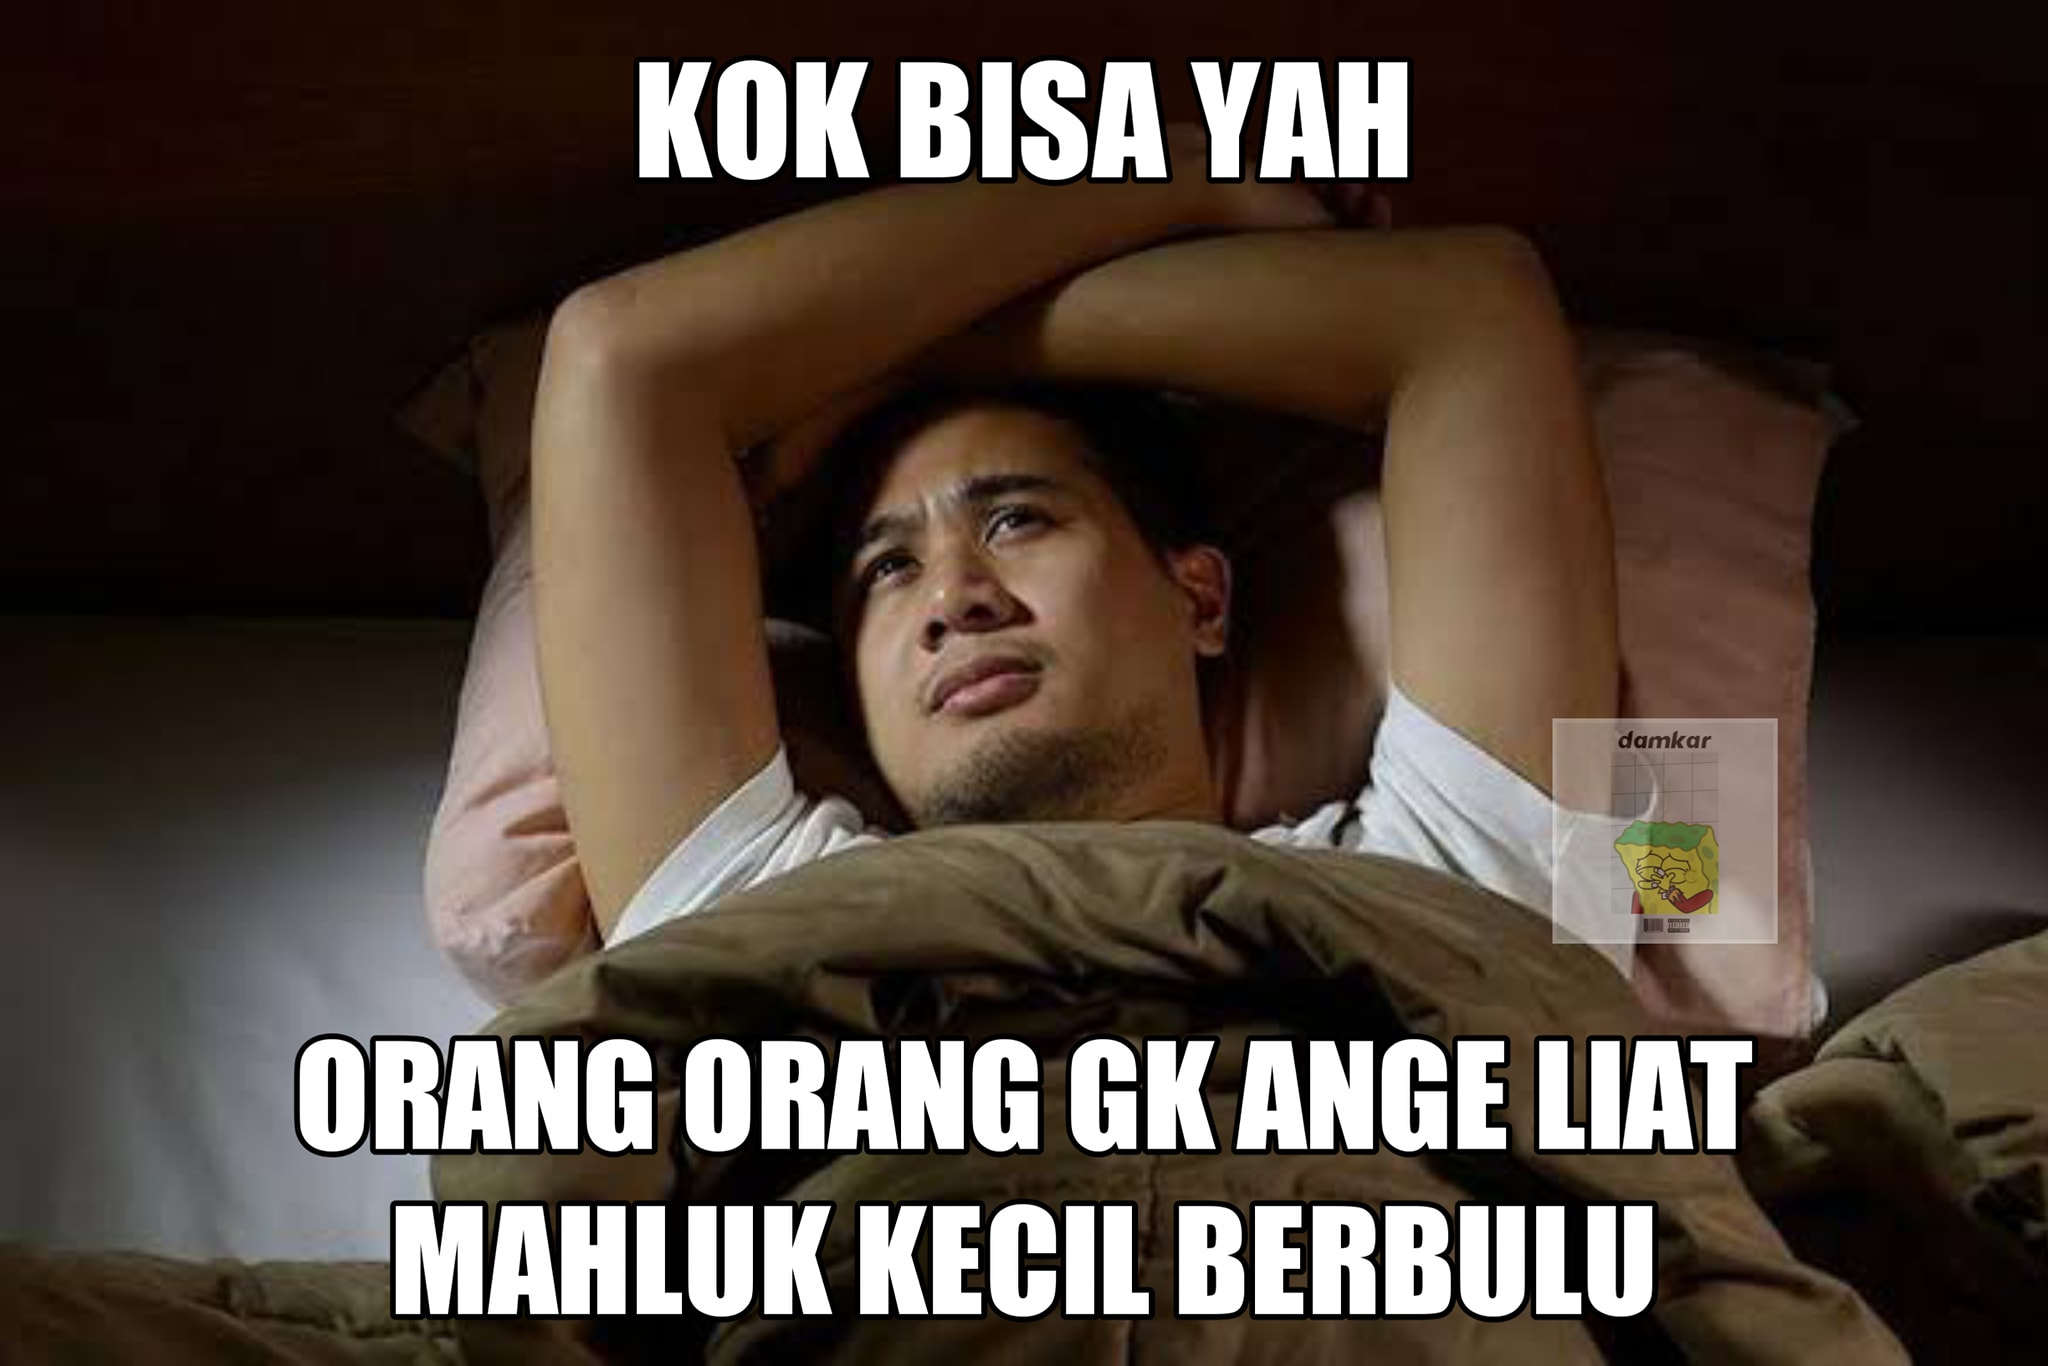 KOK BISA YAH
damkar
ORANG ORANG GK ANGE LIAT
MAHLUK KECIL BERBULU